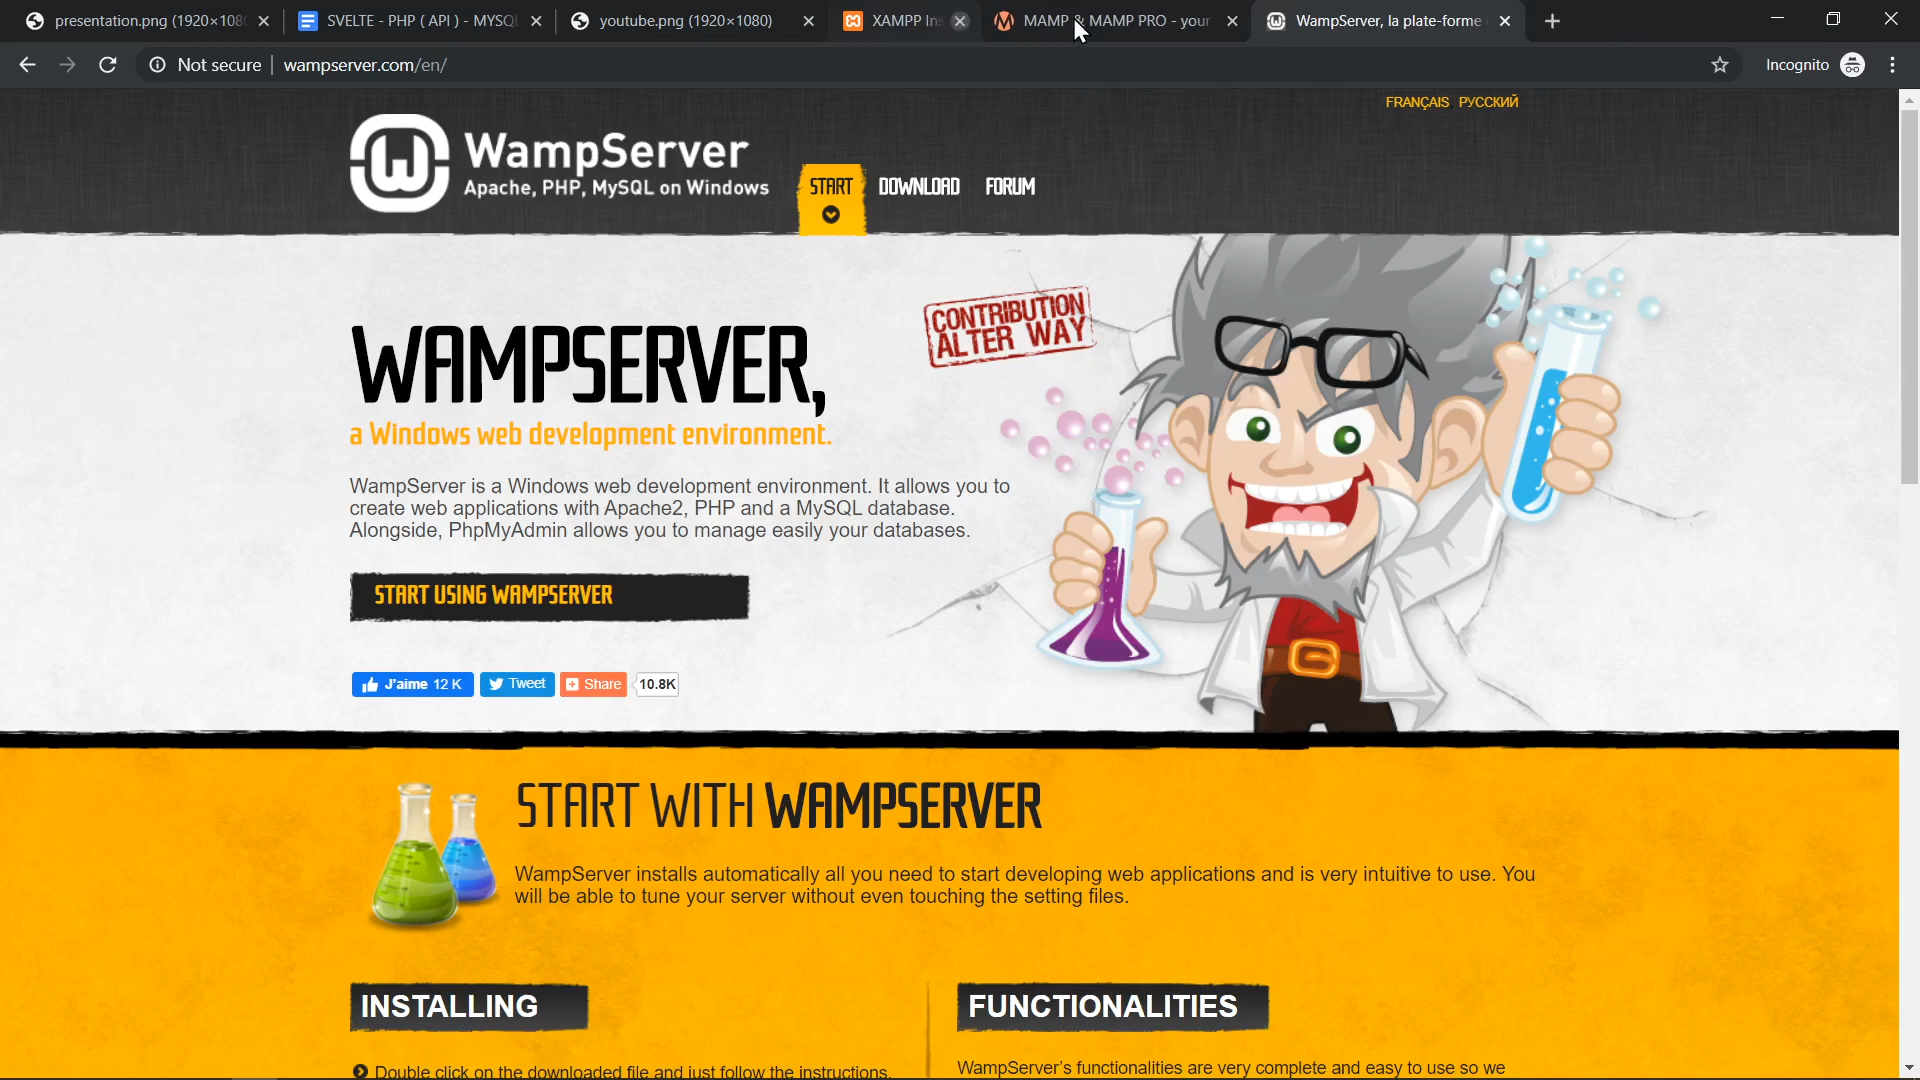 presentation.png (1920×108
SVELTE - PHP ( API ) - MYSQL
youtube.png (1920×1080)
XAMPP Ins
MAMP & MAMP PRO - your
WampServer, la plate-forme
Not secure
wampserver.com/en/
Incognito
FRANÇAIS РУССКИЙ
WampServer
Apache, PHP, MySQL on Windows
START
DOWNLOAD
FORUM
CONTRIBUTION
ALTER WAY
WAMPSERVER,
a Windows web development environment.
WampServer is a Windows web development environment. It allows you to
create web applications with Apache2, PHP and a MySQL database.
Alongside, PhpMyAdmin allows you to manage easily your databases.
START USING WAMPSERVER
J'aime 12 K
Tweet
Share
10.8K
START WITH WAMPSERVER
WampServer installs automatically all you need to start developing web applications and is very intuitive to use. You
will be able to tune your server without even touching the setting files.
INSTALLING
FUNCTIONALITIES
Double click on the downloaded file and just follow the instructions.
WampServer's functionalities are very complete and easy to use so we